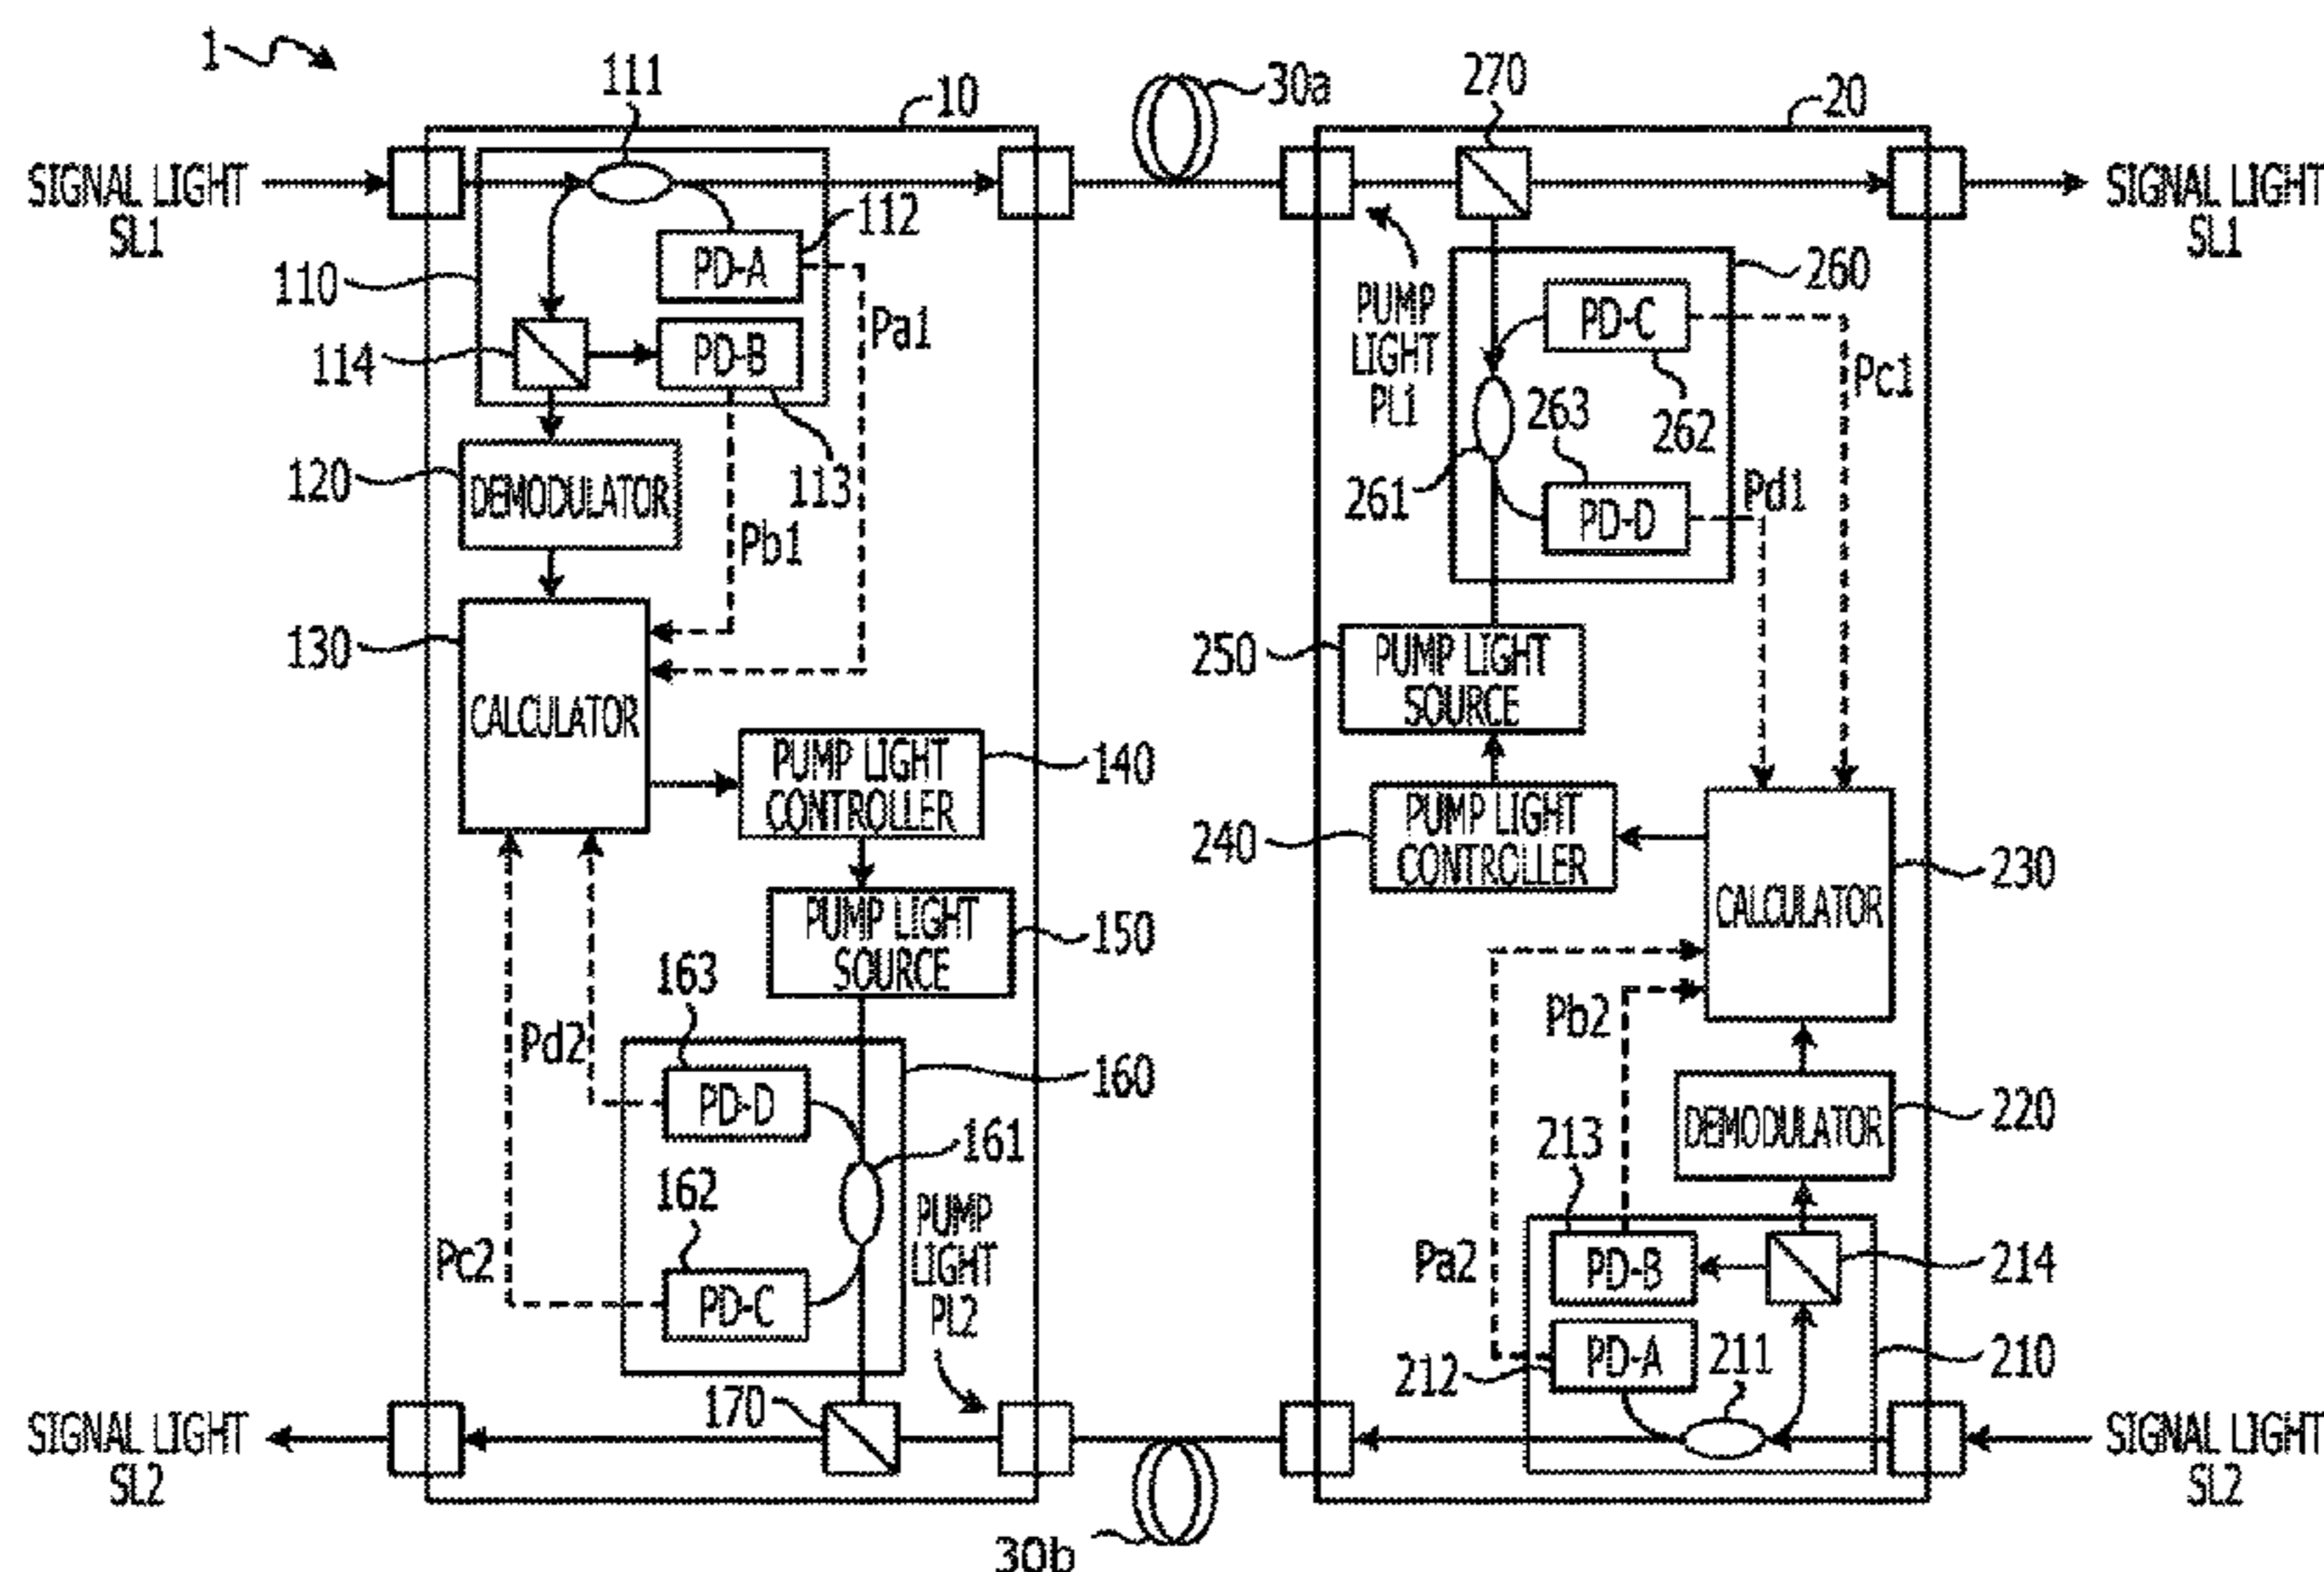 1
111
10
30a
270
20
SIGNAL LIGHT
SL1
SIGNAL LIGHT
SL1
112
PD-A
110
260
PUMP
LIGHT
PL1
PD-C
Pa1
PD-B
114
Pc1
263
262
120
DEMODULATOR
113
261
PD-D
Pd1
Pb1
130
250
PUMP LIGHT
SOURCE
CALCULATOR
PUMP LIGHT
CONTROLLER
140
240
PUMP LIGHT
CONTROLLER
230
CALCULATOR
PUMP LIGHT
SOURCE
150
163
Pd2
Pb2
160
PD-D
DEMODULATOR
220
161
213
162
PUMP
LIGHT
PL2
Pc2
PD-C
Pa2
PD-B
214
PD-A
211
210
212
170
SIGNAL LIGHT
SL2
SIGNAL LIGHT
SL2
30b